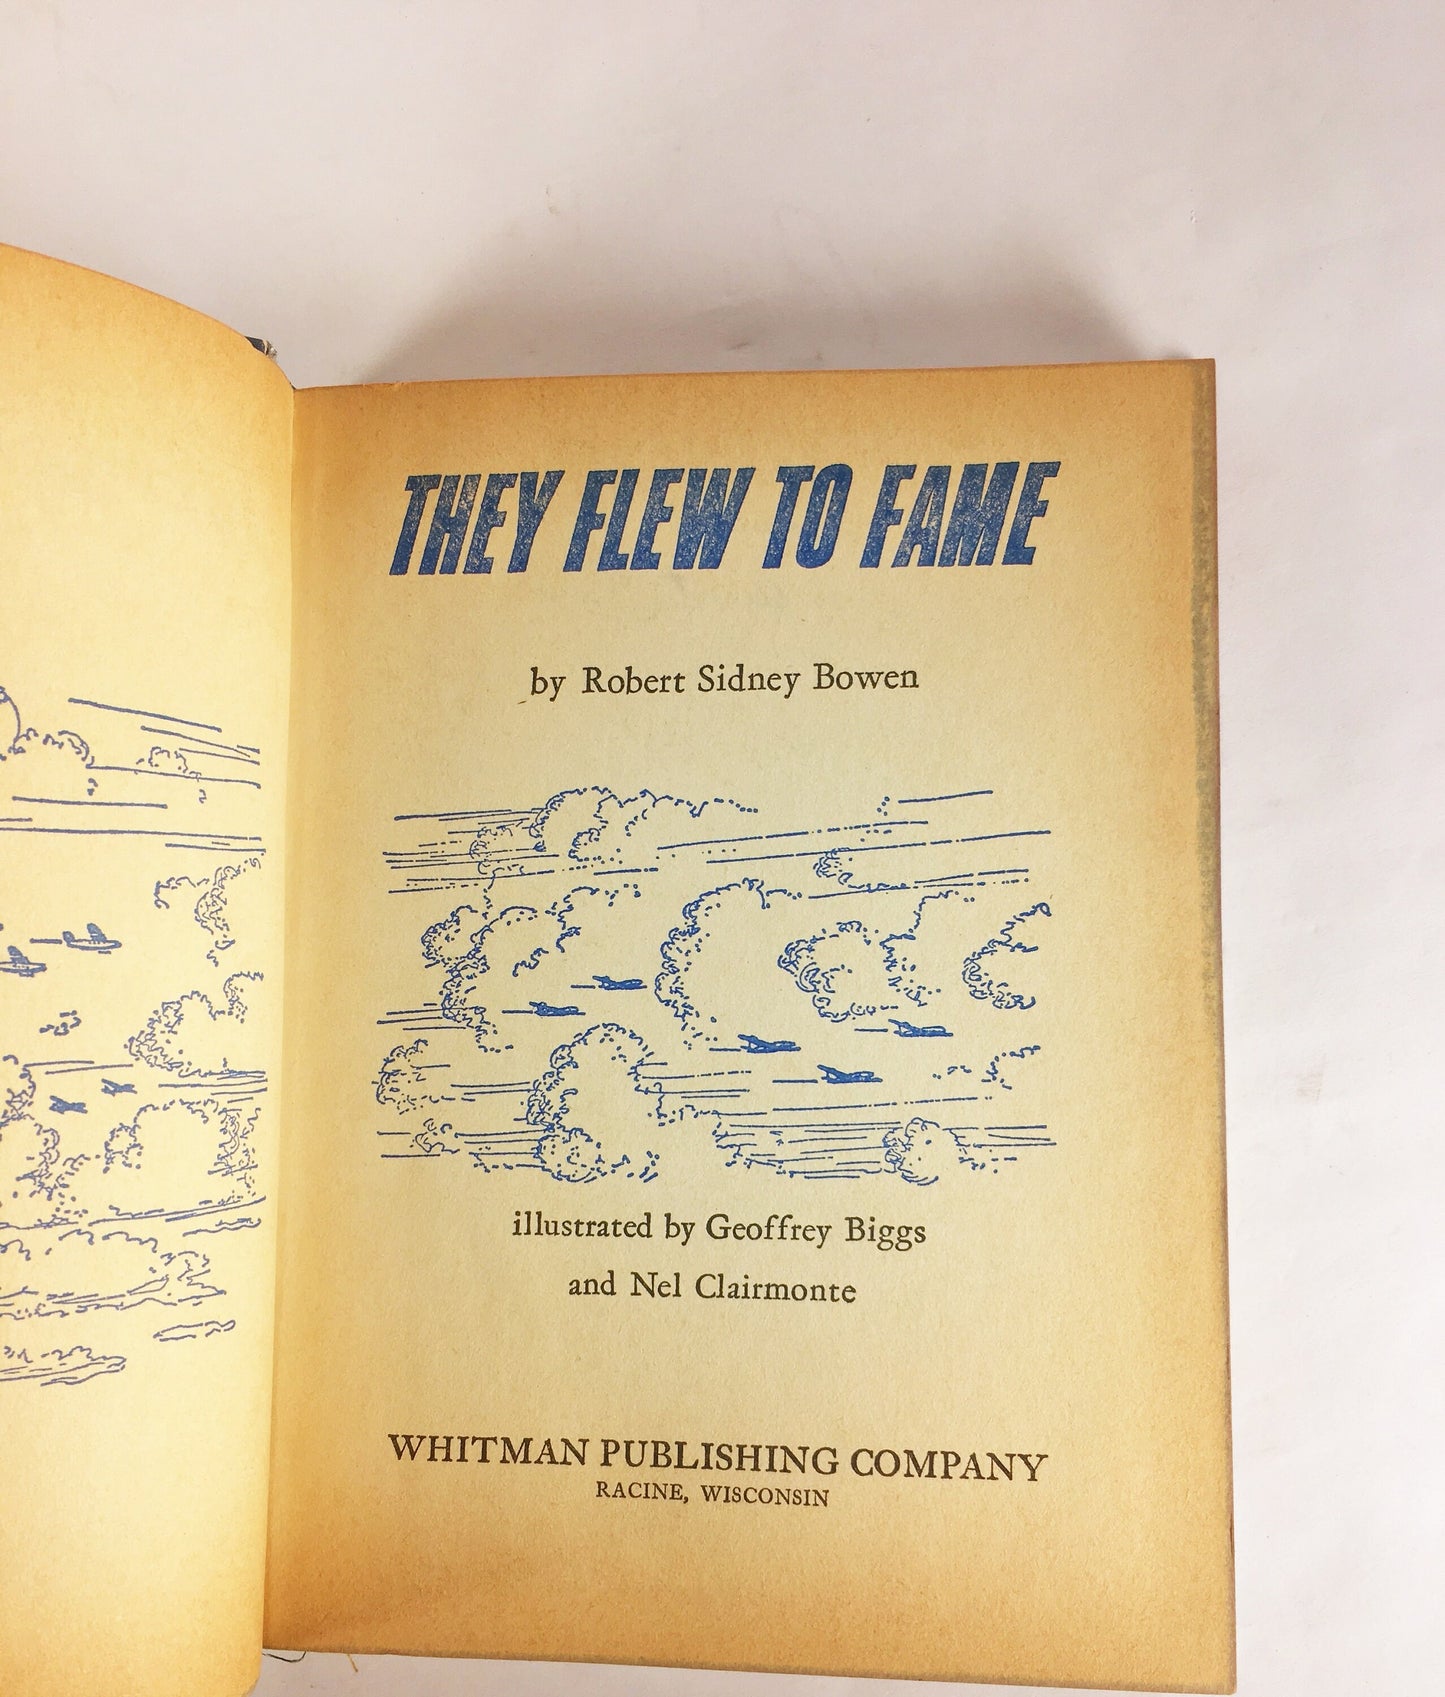 THEY FLEW TO FAME
by Robert Sidney Bowen
illustrated by Geoffrey Biggs
and Nel Clairmonte
WHITMAN PUBLISHING COMPANY
RACINE, WISCONSIN